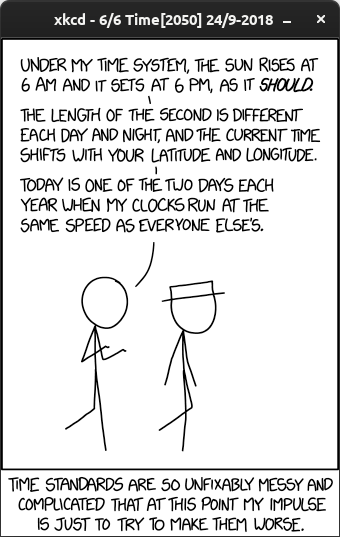 xkcd - 6/6 Time[2050] 24/9-2018
UNDER MY TIME SYSTEM, THE SUN RISES AT
6 AM AND IT SETS AT 6 PM, AS IT SHOULD.
THE LENGTH OF THE SECOND IS DIFFERENT
EACH DAY AND NIGHT, AND THE CURRENT TIME
SHIFTS WITH YOUR LATITUDE AND LONGITUDE.
TODAY IS ONE OF THE TWO DAYS EACH
YEAR WHEN MY CLOCKS RUN AT THE
SAME SPEED AS EVERYONE ELSE'S.
TIME STANDARDS ARE SO UNFIXABLY MESSY AND
COMPLICATED THAT AT THIS POINT MY IMPULSE
IS JUST TO TRY TO MAKE THEM WORSE.